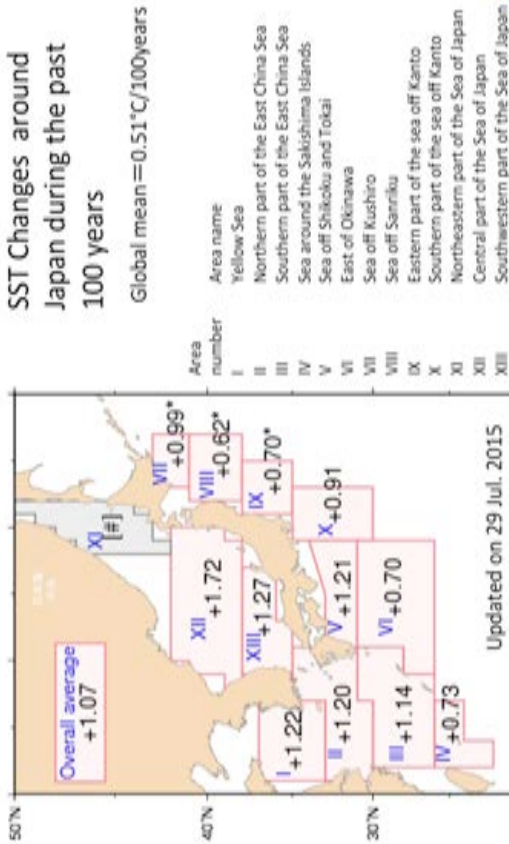 SST Changes around
Japan during the past
100 years
Global mean=0.51°C/100years
Area
number Area name
I Yellow Sea
II Northern part of the East China Sea
III Southern part of the East China Sea
IV Sea around the Sakishima Islands
V Sea off Shikoku and Tokai
VI East of Okinawa
VII Sea off Kushiro
VIII Sea off Sanriku
IX Eastern part of the sea off Kanto
X Southern part of the sea off Kanto
XI Northeastern part of the Sea of Japan
XII Central part of the Sea of Japan
XIII Southwestern part of the Sea of Japan
50°N
40°N
30°N
Overall average
+1.07
XI
[#]
VII
+0.99*
VIII
+0.62*
IX
+0.70*
X
+0.91
XII
+1.72
XIII
+1.27
I
+1.22
II
+1.20
V
+1.21
III
+1.14
VI
+0.70
IV
+0.73
Updated on 29 Jul. 2015